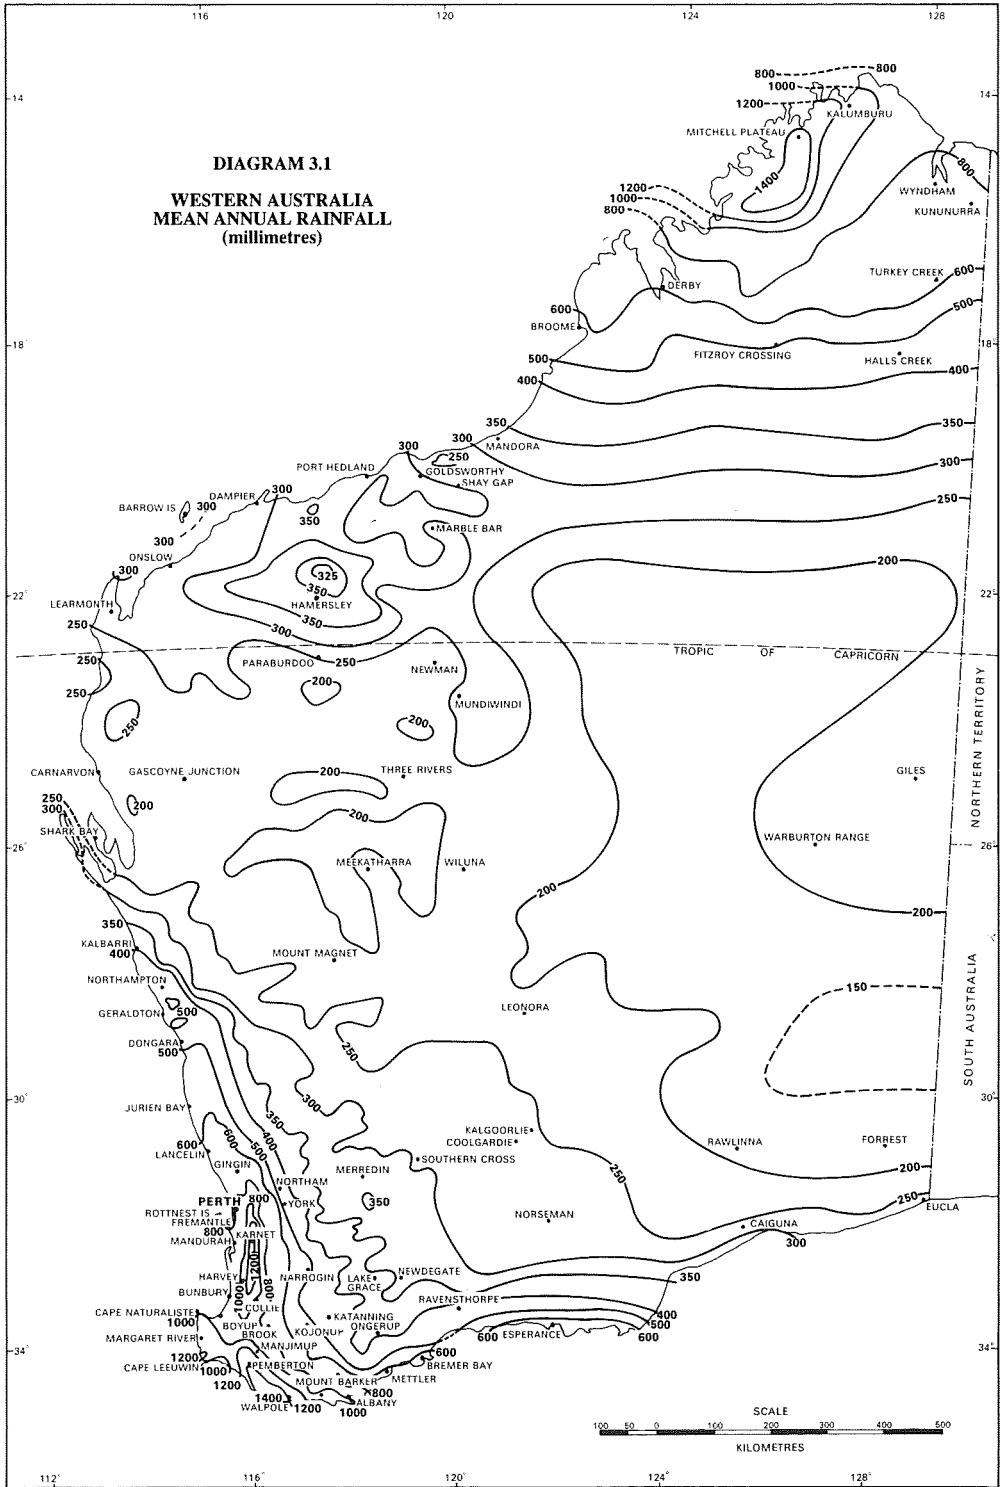 116
120
124
128
800
800
14
1000
1200
KALUMBURU
MITCHELL PLATEAU
14
DIAGRAM 3.1
WESTERN AUSTRALIA
MEAN ANNUAL RAINFALL
(millimetres)
1400
800
1200
1000
800
WYNDHAM
KUNUNURRA
TURKEY CREEK
600
DERBY
500
600
BROOME
18°
18°
FITZROY CROSSING
HALLS CREEK
500
400
400
350
350
MANDORA
300
300
250
300
PORT HEDLAND
GOLDSWORTHY
SHAY GAP
DAMPIER
300
BARROW IS
300
350
250
MARBLE BAR
300
ONSLOW
300
200
325
350
HAMERSLEY
22°
22°
LEARMONTH
350
300
250
TROPIC OF CAPRICORN
250
PARABURDOO
250
NEWMAN
200
250
MUNDIWINDI
250
200
NORTHERN TERRITORY
CARNARVON
GASCOYNE JUNCTION
200
THREE RIVERS
GILES
250
300
200
200
SHARK BAY
WARBURTON RANGE
26°
26°
MEEKATHARRA
WILUNA
200
200
350
KALBARRI
400
MOUNT MAGNET
NORTHAMPTON
150
GERALDTON
500
LEONORA
SOUTH AUSTRALIA
DONGARA
500
250
30°
30°
JURIEN BAY
300
350
600
400
KALGOORLIE
COOLGARDIE
600
500
LANCELIN
GINGIN
SOUTHERN CROSS
RAWLINNA
FORREST
MERREDIN
250
200
NORTHAM
PERTH
800
YORK
350
250
EUCLA
ROTTNEST IS
FREMANTLE
NORSEMAN
800
KARNET
CAIGUNA
MANDURAH
300
1200
HARVEY
NARROGIN
LAKE
GRACE
NEWDEGATE
350
1000
800
BUNBURY
RAVENSTHORPE
COLLIE
CAPE NATURALISTE
1000
KATANNING
400
BOYUP
BROOK
KOJONUP
ONGERUP
500
600
ESPERANCE
600
MARGARET RIVER
MANJIMUP
34°
34°
1200
600
CAPE LEEUWIN
1000
PEMBERTON
BREMER BAY
1200
MOUNT BARKER
METTLER
800
1400
WALPOLE
1200
ALBANY
1000
SCALE
100 50 0 100 200 300 400 500
KILOMETRES
112°
116°
120°
124°
128°